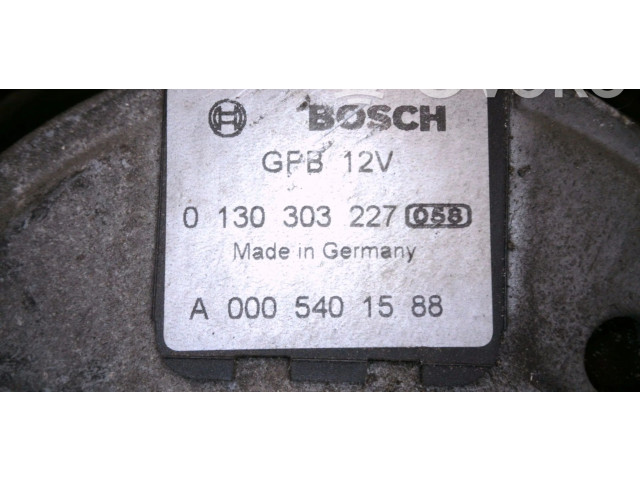 BOSCH
GPB 12V
0 130 303 227 058
Made in Germany
A 000 540 15 88